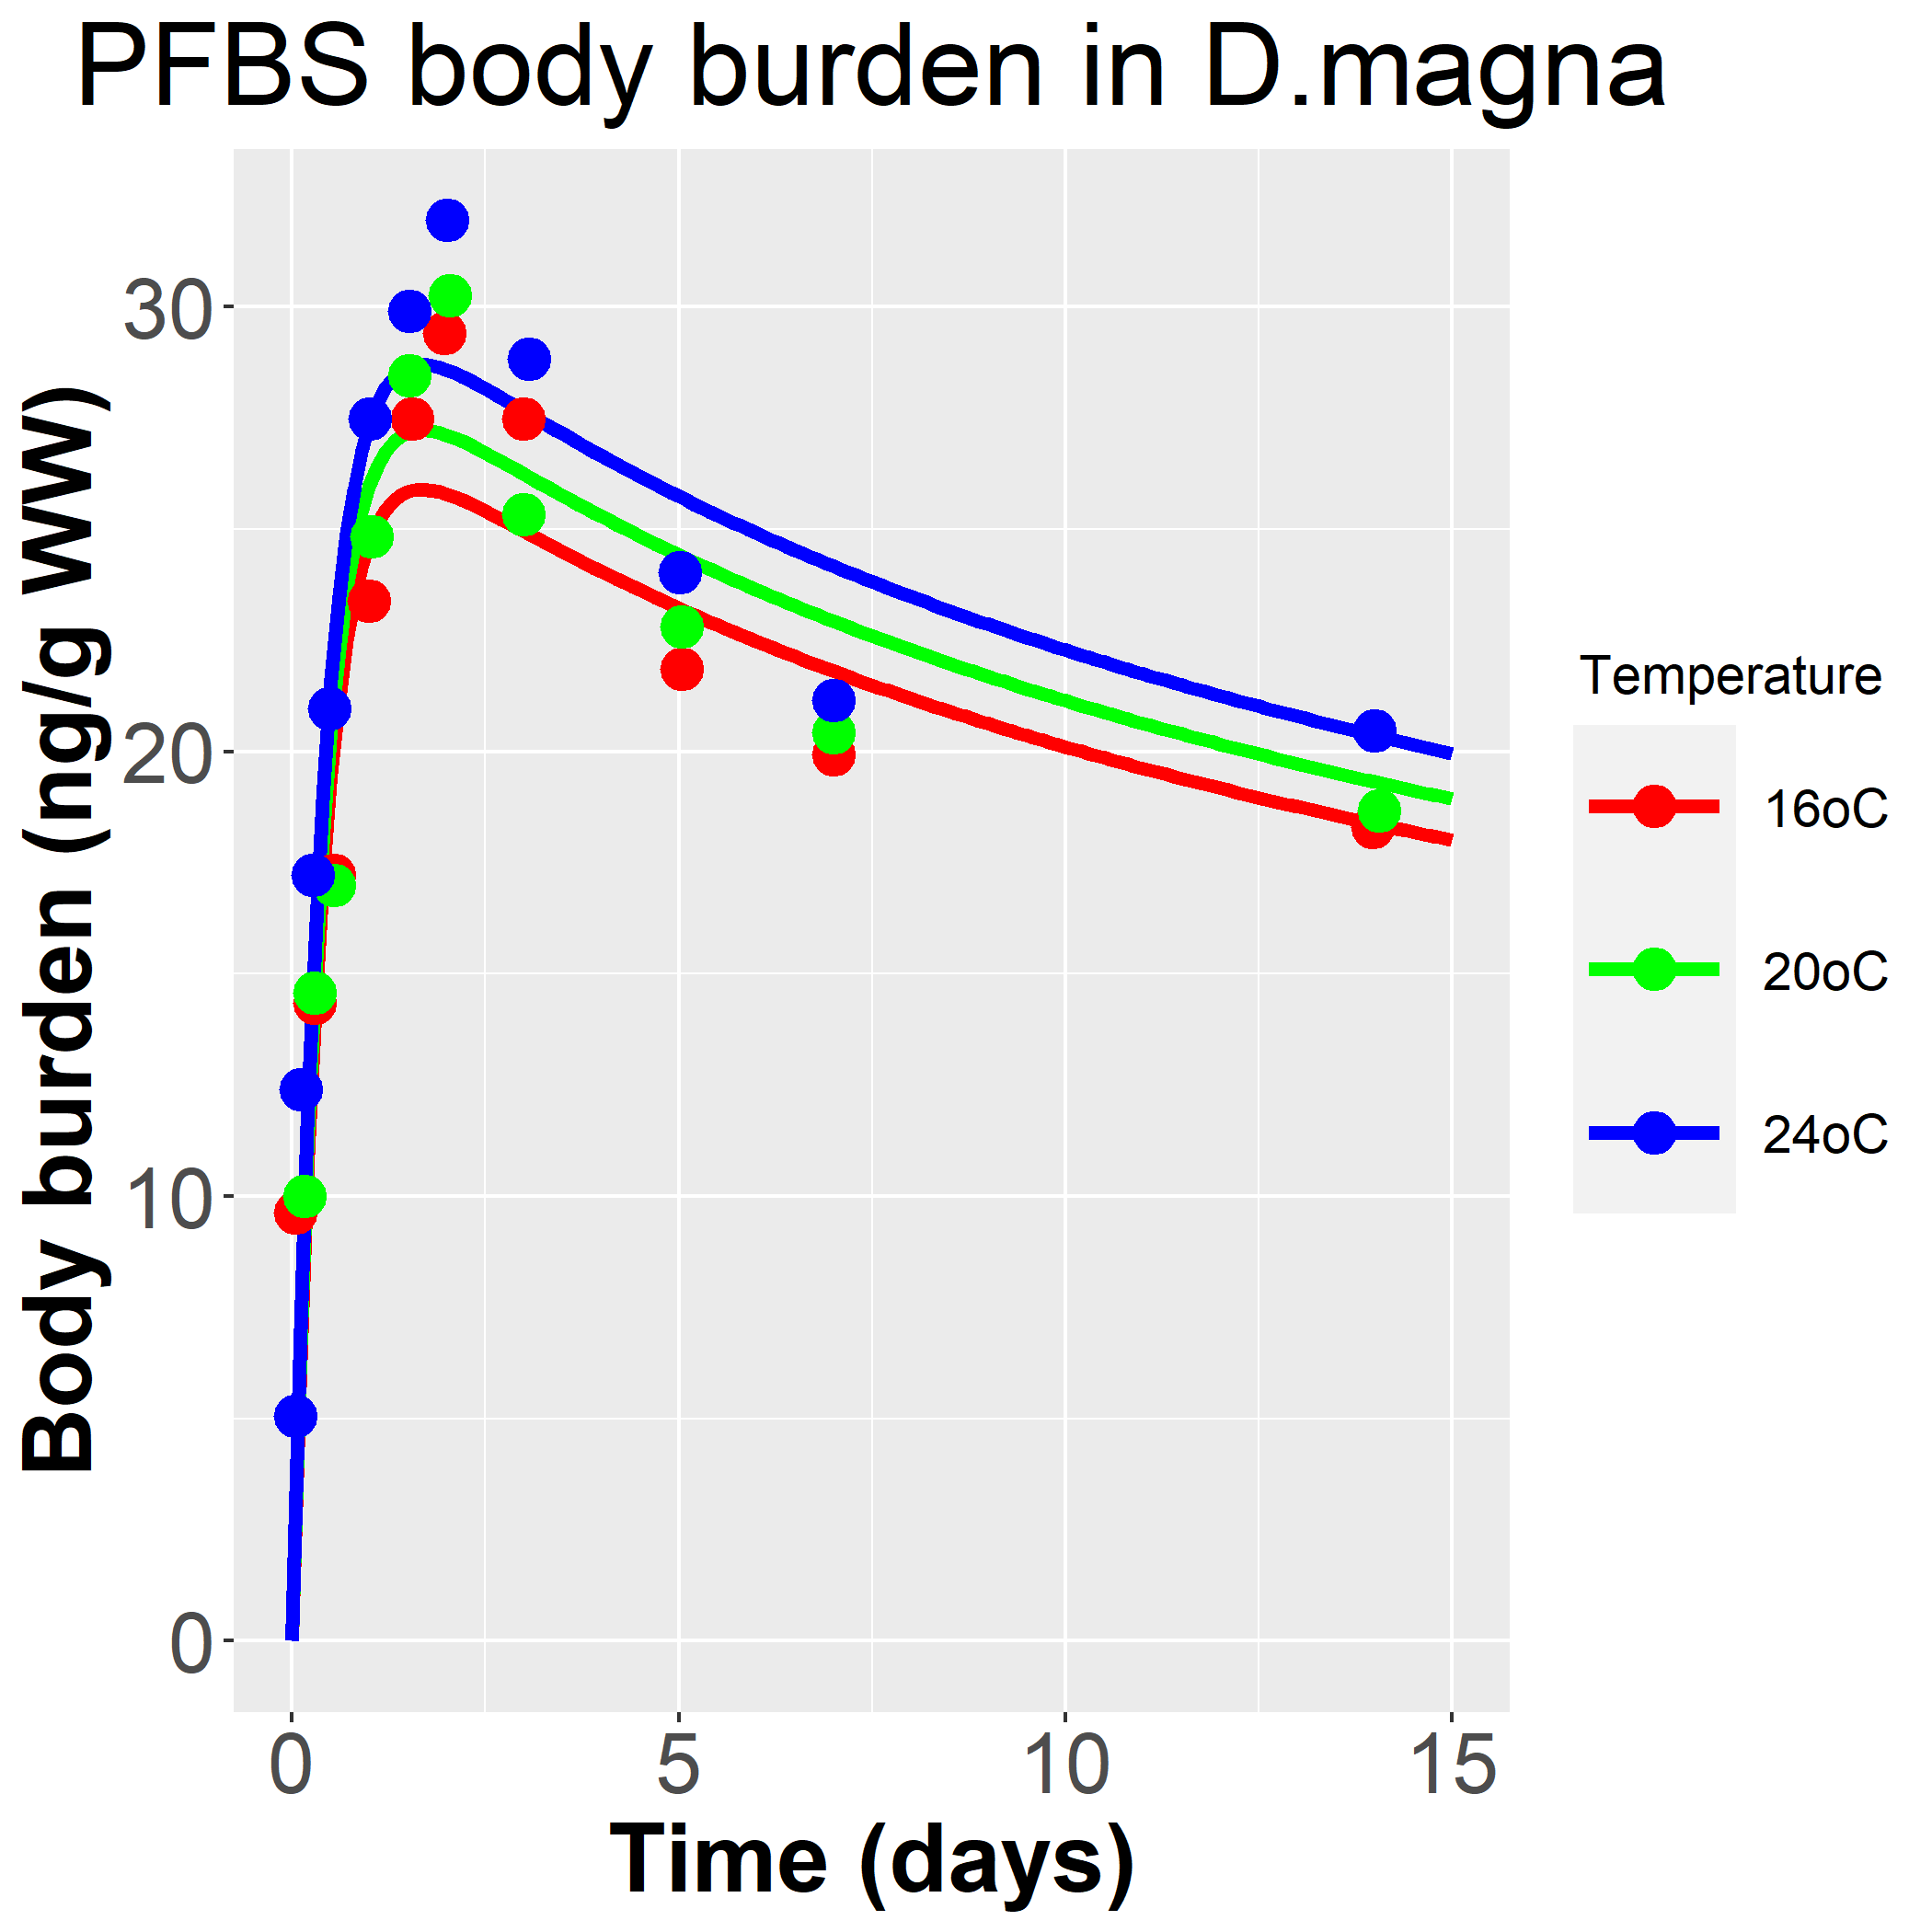 PFBS body burden in D.magna
Body burden (ng/g WW)
30
20
10
0
0 5 10 15
Time (days)
Temperature
16oC
20oC
24oC